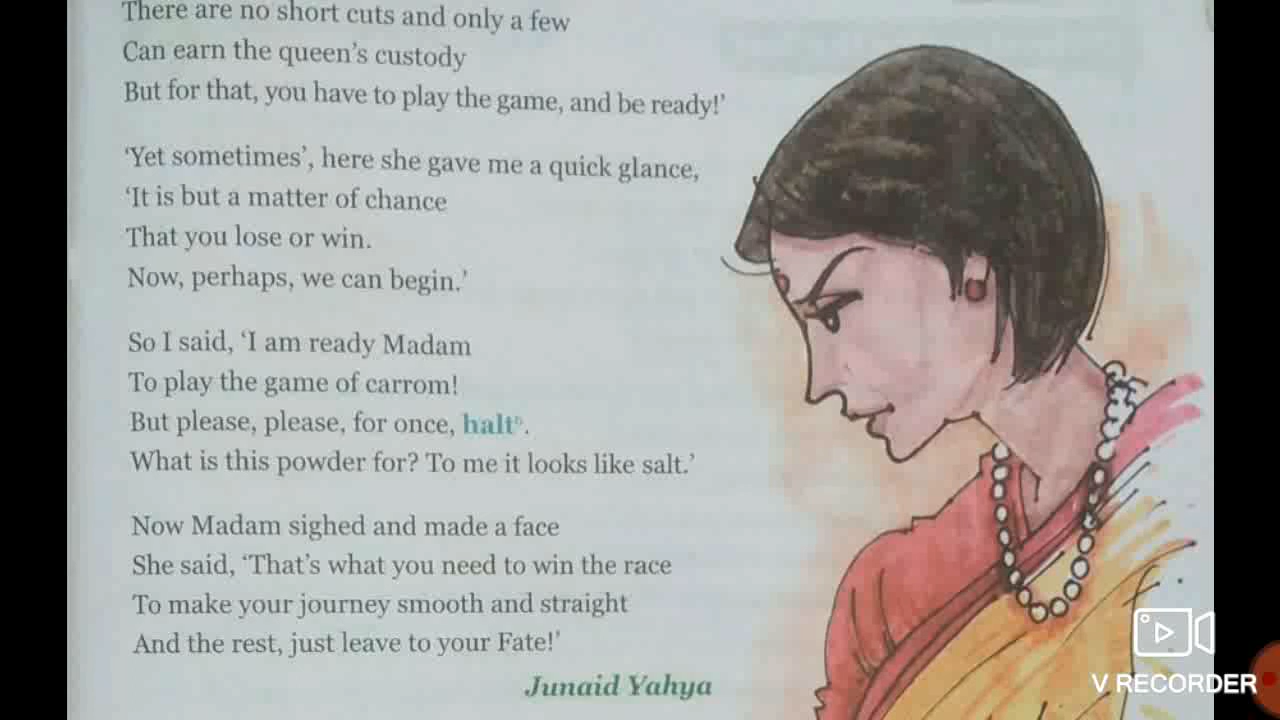 There are no short cuts and only a few
Can earn the queen's custody
But for that, you have to play the game, and be ready!'
'Yet sometimes', here she gave me a quick glance,
'It is but a matter of chance
That you lose or win.
Now, perhaps, we can begin.'
So I said, 'I am ready Madam
To play the game of carrom!
But please, please, for once, halt.
What is this powder for? To me it looks like salt.'
Now Madam sighed and made a face
She said, 'That's what you need to win the race
To make your journey smooth and straight
And the rest, just leave to your Fate!'
Junaid Yahya
V RECORDER